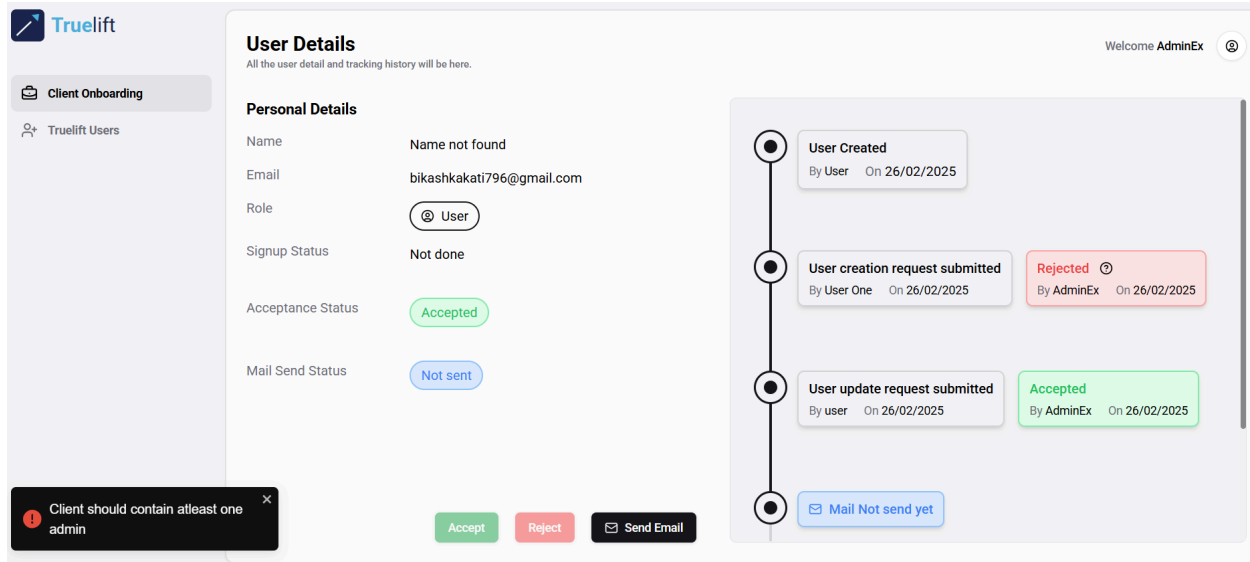 Truelift
Client Onboarding
Truelift Users
User Details
All the user detail and tracking history will be here.
Welcome AdminEx
Personal Details
Name
Name not found
Email
bikashkakati796@gmail.com
Role
User
Signup Status
Not done
Acceptance Status
Accepted
Mail Send Status
Not sent
Accept
Reject
Send Email
User Created
By User On 26/02/2025
User creation request submitted
By User One On 26/02/2025
Rejected
By AdminEx On 26/02/2025
User update request submitted
By user On 26/02/2025
Accepted
By AdminEx On 26/02/2025
Mail Not send yet
Client should contain atleast one
admin